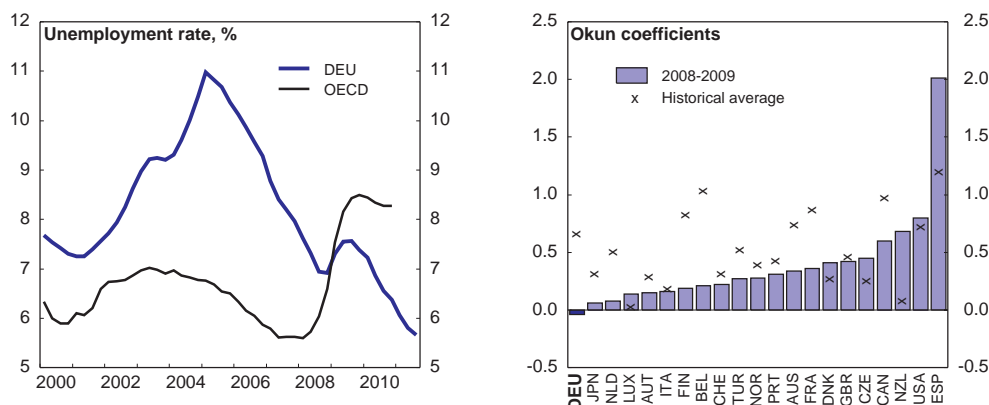 Unemployment rate, %
DEU
OECD
12 12
11 11
10 10
9 9
8 8
7 7
6 6
5 5
2000 2002 2004 2006 2008 2010
Okun coefficients
2008-2009
Historical average
2.5 2.5
2.0 2.0
1.5 1.5
1.0 1.0
0.5 0.5
0.0 0.0
-0.5 -0.5
DEU JPN NLD LUX AUT ITA FIN BEL CHE TUR NOR PRT AUS FRA DNK GBR CZE CAN NZL USA ESP